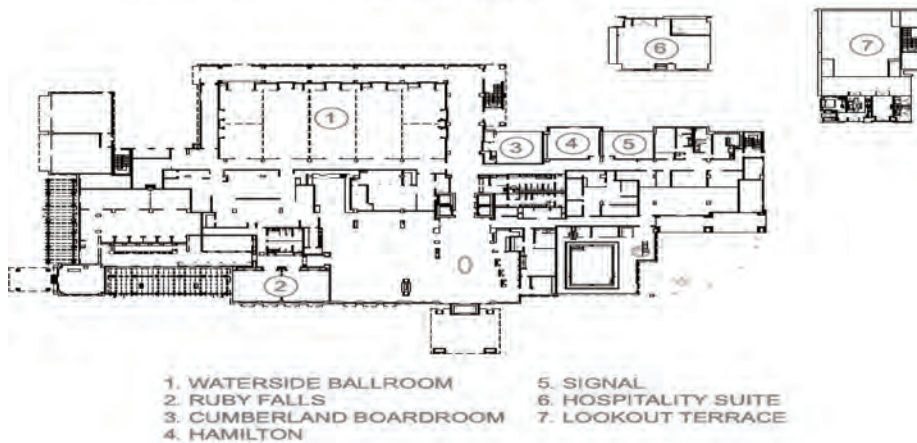 6
7
1
3
4
5
2
1. WATERSIDE BALLROOM
2. RUBY FALLS
3. CUMBERLAND BOARDROOM
4. HAMILTON
5. SIGNAL
6. HOSPITALITY SUITE
7. LOOKOUT TERRACE